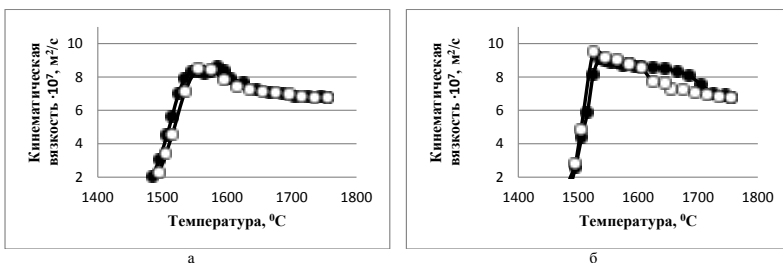 Кинематическая
вязкость ·10⁷, м²/с
10
8
6
4
2
1400 1500 1600 1700 1800
Температура, ⁰С
а
Кинематическая
вязкость ·10⁷, м²/с
10
8
6
4
2
1400 1500 1600 1700 1800
Температура, ⁰С
б